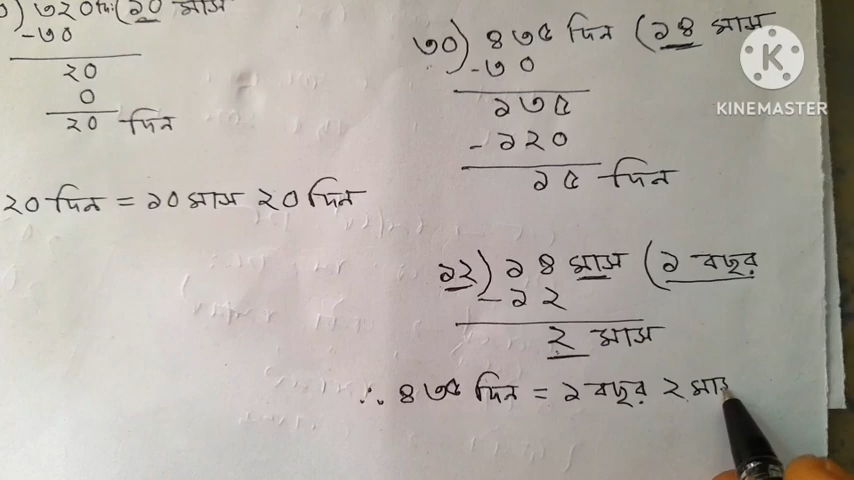 ) ৩২০ দিন ( ১০ মাস
-৩০
২০
০
২০ দিন
২০ দিন = ১০ মাস ২০ দিন
৩০) ৪৩৫ দিন ( ১৪ মাস
-৩০
১৩৫
-১২০
১৫ দিন
১২) ১৪ মাস ( ১ বছর
-১২
২ মাস
∴ ৪৩৫ দিন = ১ বছর ২ মাস
KINEMASTER